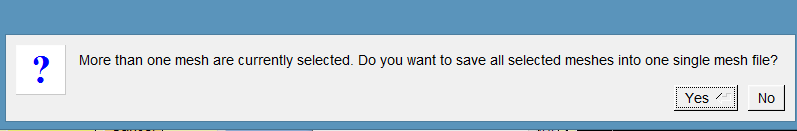 More than one mesh are currently selected. Do you want to save all selected meshes into one single mesh file?
Yes No